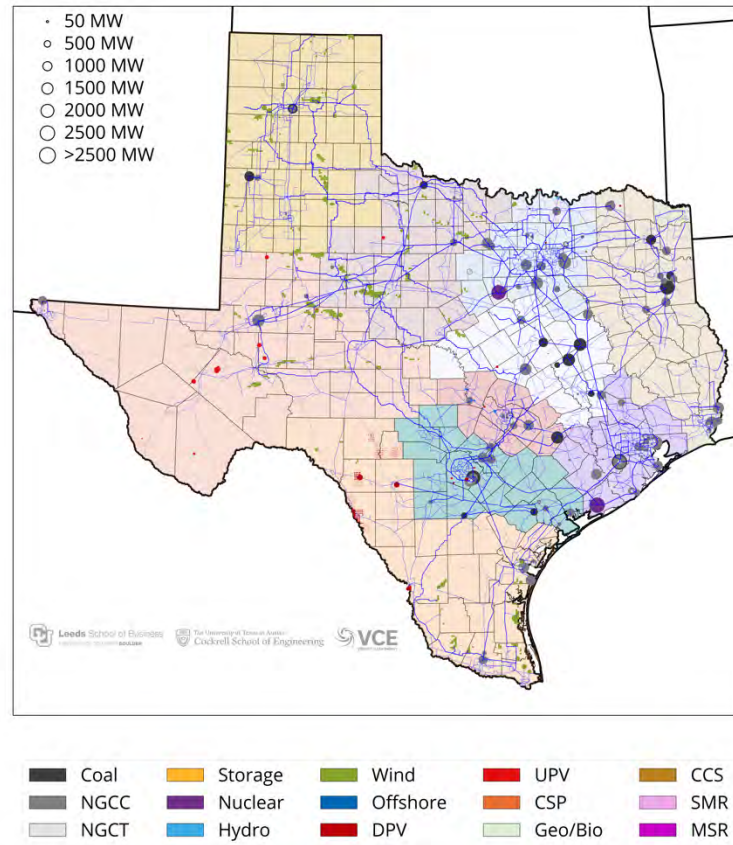 50 MW
500 MW
1000 MW
1500 MW
2000 MW
2500 MW
>2500 MW
Leeds School of Business
BOULDER
The University of Texas at Austin
Cockrell School of Engineering
VCE
Coal Storage Wind UPV CCS
NGCC Nuclear Offshore CSP SMR
NGCT Hydro DPV Geo/Bio MSR